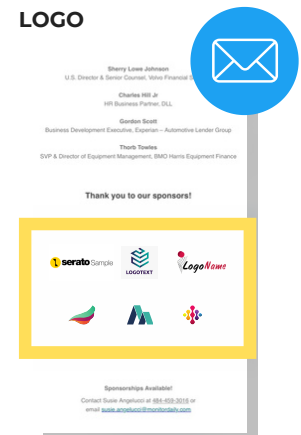 LOGO
Sherry Lowe Johnson
U.S. Director & Senior Counsel, Volvo Financial S
Charles Hill Jr
HR Business Partner, DLL
Gordon Scott
Business Development Executive, Experian – Automotive Lender Group
Thorb Towles
SVP & Director of Equipment Management, BMO Harris Equipment Finance
Thank you to our sponsors!
serato Sample
LOGOTEXT
LogoName
Sponsorships Available!
Contact Susie Angelucci at 484-459-3016 or
email susie.angelucci@monitordaily.com